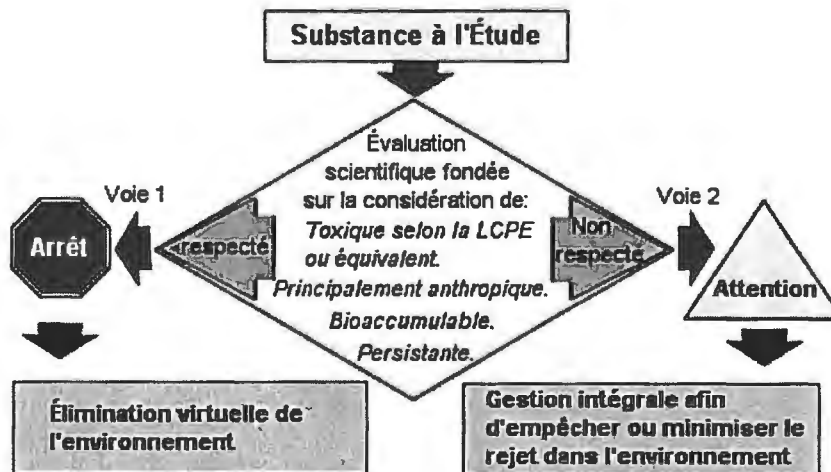 Substance à l'Étude
Évaluation
scientifique fondée
sur la considération de:
Toxique selon la LCPE
ou équivalent.
Principalement anthropique.
Bioaccumulable.
Persistante.
Voie 1
respecté
Arrêt
Voie 2
Non
respecté
Attention
Élimination virtuelle de
l'environnement
Gestion intégrale afin
d'empêcher ou minimiser le
rejet dans l'environnement